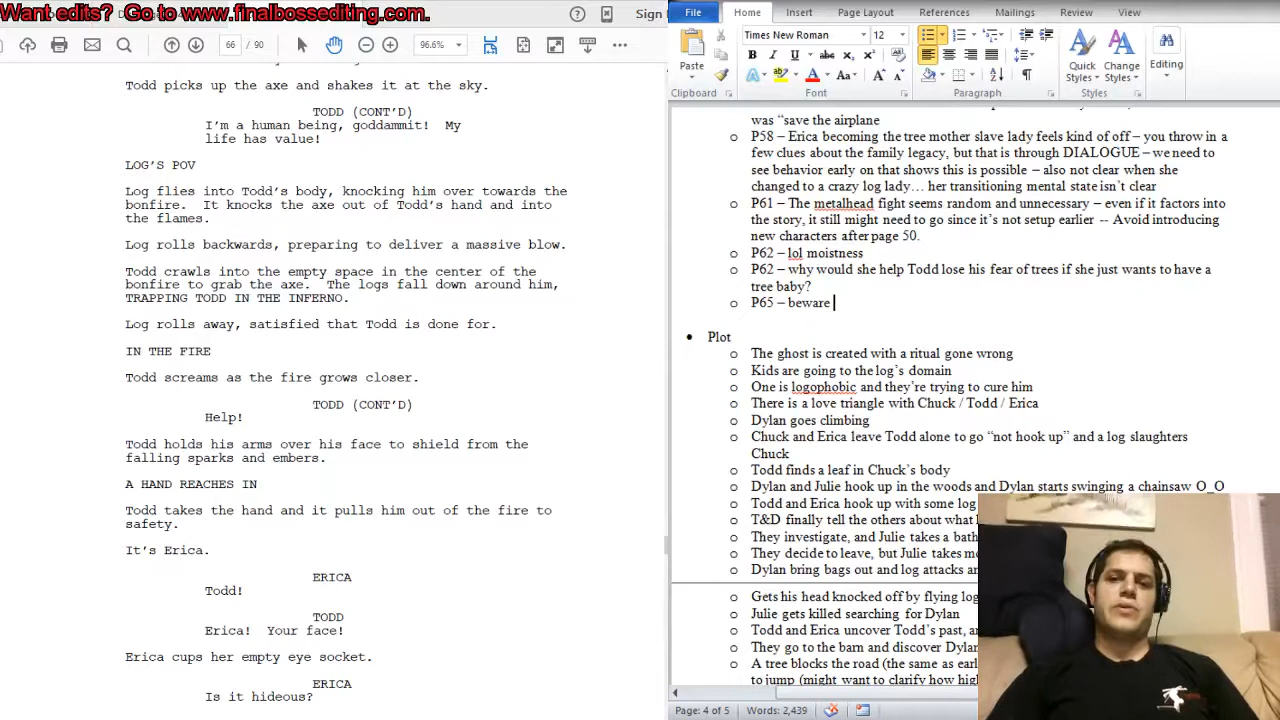 Want edits?  Go to www.finalbossediting.com.
Sign
66
96.6%
Todd picks up the axe and shakes it at the sky.
TODD (CONT'D)
I'm a human being, goddammit!  My
life has value!
LOG'S POV
Log flies into Todd's body, knocking him over towards the
bonfire.  It knocks the axe out of Todd's hand and into
the flames.
Log rolls backwards, preparing to deliver a massive blow.
Todd crawls into the empty space in the center of the
bonfire to grab the axe.  The logs fall down around him,
TRAPPING TODD IN THE INFERNO.
Log rolls away, satisfied that Todd is done for.
IN THE FIRE
Todd screams as the fire grows closer.
TODD (CONT'D)
Help!
Todd holds his arms over his face to shield from the
falling sparks and embers.
A HAND REACHES IN
Todd takes the hand and it pulls him out of the fire to
safety.
It's Erica.
ERICA
Todd!
TODD
Erica!  Your face!
Erica cups her empty eye socket.
ERICA
Is it hideous?
File Home Insert Page Layout References Mailings Review View
Times New Roman 12
Paste
Quick Styles
Change Styles
Editing
Clipboard Font Paragraph Styles
was "save the airplane
o P58 – Erica becoming the tree mother slave lady feels kind of off – you throw in a
few clues about the family legacy, but that is through DIALOGUE – we need to
see behavior early on that shows this is possible – also not clear when she
changed to a crazy log lady… her transitioning mental state isn't clear
o P61 – The metalhead fight seems random and unnecessary – even if it factors into
the story, it still might need to go since it's not setup earlier -- Avoid introducing
new characters after page 50.
o P62 – lol moistness
o P62 – why would she help Todd lose his fear of trees if she just wants to have a
tree baby?
o P65 – beware
• Plot
o The ghost is created with a ritual gone wrong
o Kids are going to the log's domain
o One is logophobic and they're trying to cure him
o There is a love triangle with Chuck / Todd / Erica
o Dylan goes climbing
o Chuck and Erica leave Todd alone to go "not hook up" and a log slaughters
Chuck
o Todd finds a leaf in Chuck's body
o Dylan and Julie hook up in the woods and Dylan starts swinging a chainsaw O_O
o Todd and Erica hook up with some log
o T&D finally tell the others about what
o They investigate, and Julie takes a bath
o They decide to leave, but Julie takes
o Dylan bring bags out and log attacks
o Gets his head knocked off by flying log
o Julie gets killed searching for Dylan
o Todd and Erica uncover Todd's past,
o They go to the barn and discover Dylan
o A tree blocks the road (the same as
to jump (might want to clarify how
Page: 4 of 5 Words: 2,439